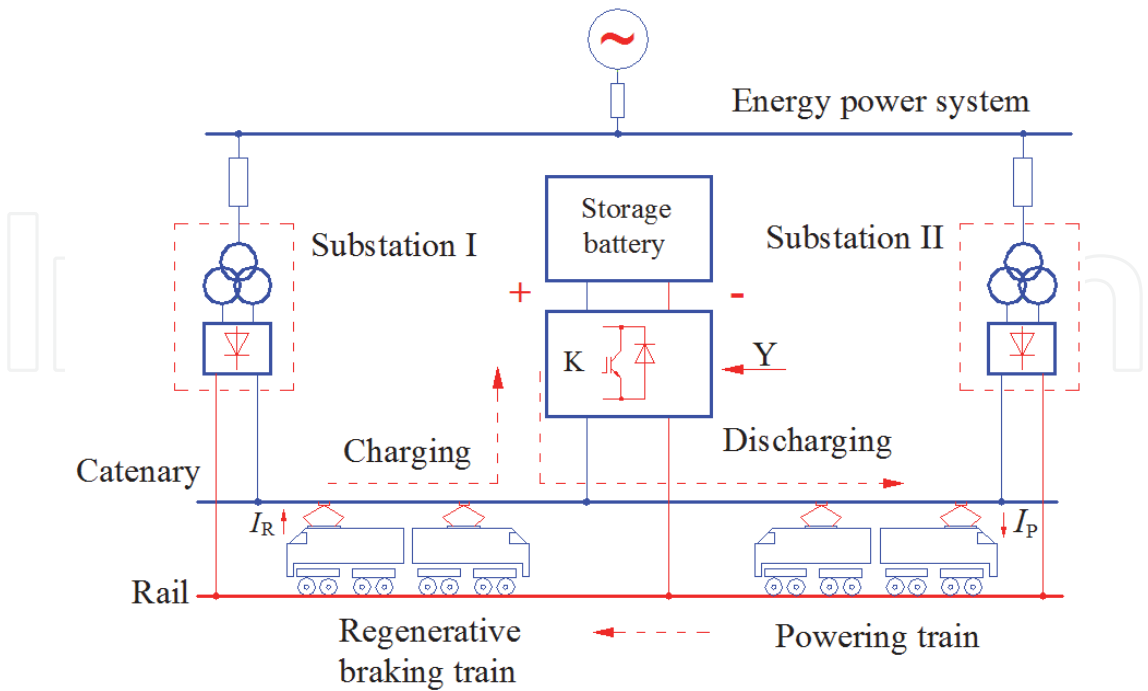 ~
Energy power system
Storage
battery
Substation I
Substation II
+
-
K
Y
Charging
Discharging
Catenary
IR
IP
Rail
Regenerative
braking train
Powering train